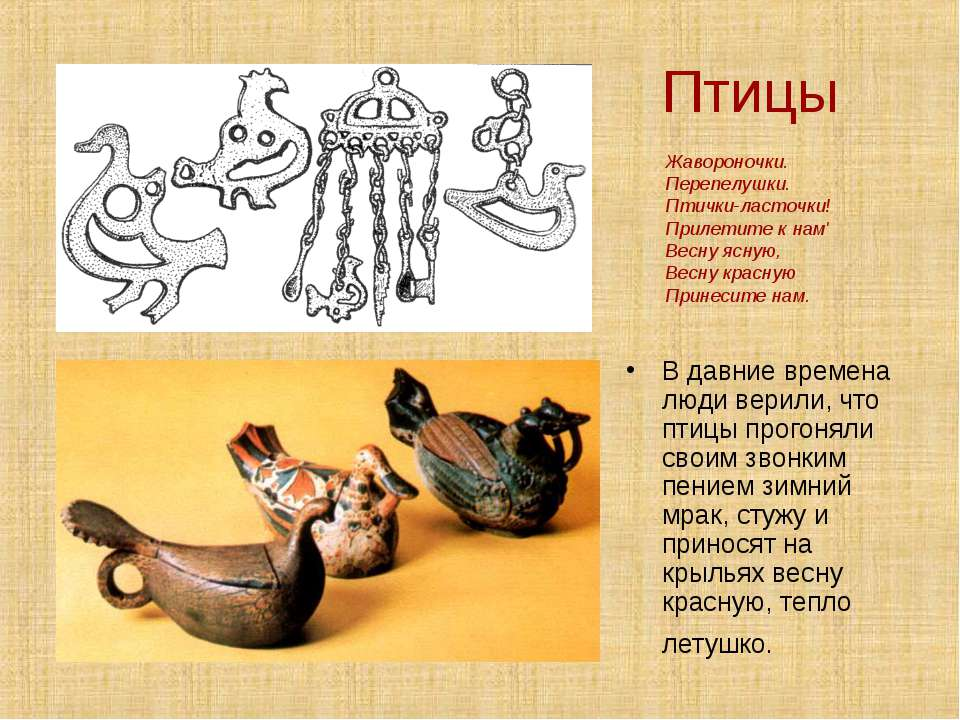 Птицы
Жавороночки.
Перепелушки.
Птички-ласточки!
Прилетите к нам'
Весну ясную,
Весну красную
Принесите нам.
• В давние времена
люди верили, что
птицы прогоняли
своим звонким
пением зимний
мрак, стужу и
приносят на
крыльях весну
красную, тепло
летушко.